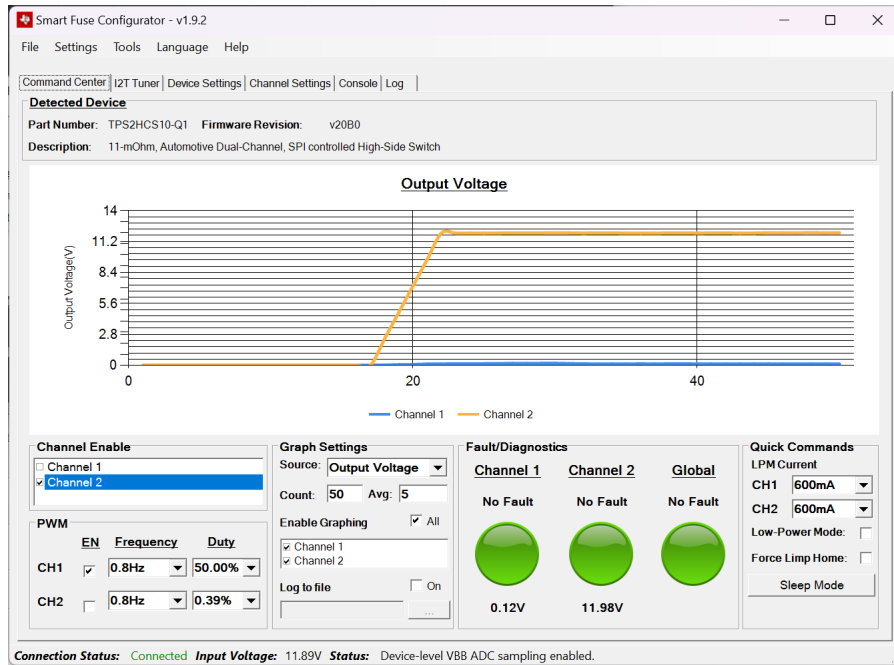 Smart Fuse Configurator - v1.9.2
File Settings Tools Language Help
Command Center I2T Tuner Device Settings Channel Settings Console Log
Detected Device
Part Number: TPS2HCS10-Q1 Firmware Revision: v20B0
Description: 11-mOhm, Automotive Dual-Channel, SPI controlled High-Side Switch
Output Voltage
Output Voltage(V)
14
11.2
8.4
5.6
2.8
0
0 20 40
Channel 1 Channel 2
Channel Enable
Channel 1
Channel 2
PWM
EN Frequency Duty
CH1 0.8Hz 50.00%
CH2 0.8Hz 0.39%
Graph Settings
Source: Output Voltage
Count: 50 Avg: 5
Enable Graphing All
Channel 1
Channel 2
Log to file On
...
Fault/Diagnostics
Channel 1 Channel 2 Global
No Fault No Fault No Fault
0.12V 11.98V
Quick Commands
LPM Current
CH1 600mA
CH2 600mA
Low-Power Mode:
Force Limp Home:
Sleep Mode
Connection Status: Connected Input Voltage: 11.89V Status: Device-level VBB ADC sampling enabled.